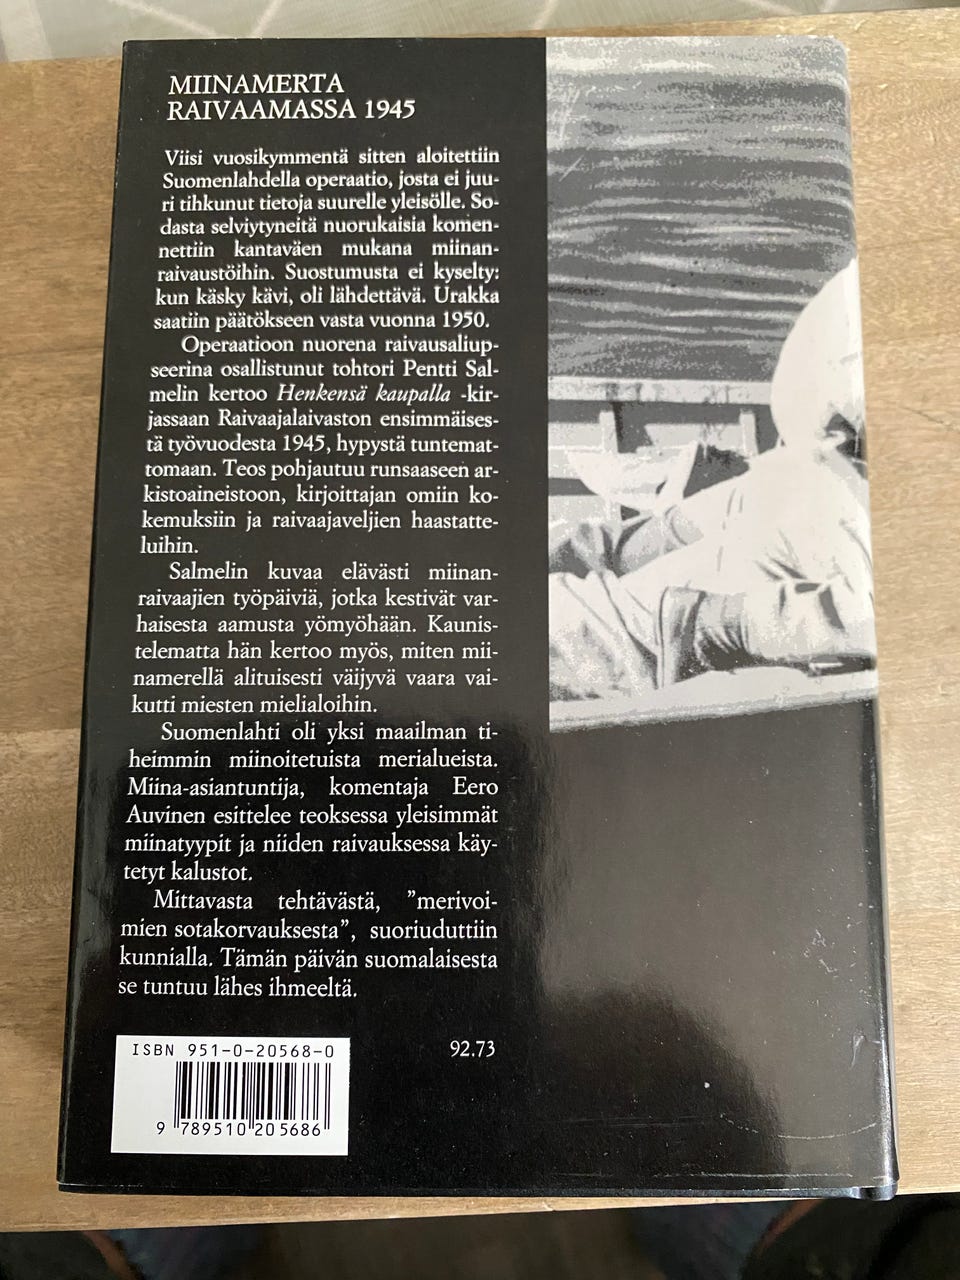 MIINAMERTA
RAIVAAMASSA 1945
Viisi vuosikymmentä sitten aloitettiin
Suomenlahdella operaatio, josta ei juu-
ri tihkunut tietoja suurelle yleisölle. So-
dasta selviytyneitä nuorukaisia komen-
nettiin kantaväen mukana miinan-
raivaustöihin. Suostumusta ei kyselty:
kun käsky kävi, oli lähdettävä. Urakka
saatiin päätökseen vasta vuonna 1950.
Operaatioon nuorena raivausaliup-
seerina osallistunut tohtori Pentti Sal-
melin kertoo Henkensä kaupalla -kir-
jassaan Raivaajalaivaston ensimmäises-
tä työvuodesta 1945, hypystä tuntemat-
tomaan. Teos pohjautuu runsaaseen ar-
kistoaineistoon, kirjoittajan omiin ko-
kemuksiin ja raivaajaveljien haastatte-
luihin.
Salmelin kuvaa elävästi miinan-
raivaajien työpäiviä, jotka kestivät var-
haisesta aamusta yömyöhään. Kaunis-
telematta hän kertoo myös, miten mii-
namerellä alituisesti väijyvä vaara vai-
kutti miesten mielialoihin.
Suomenlahti oli yksi maailman ti-
heimmin miinoitetuista merialueista.
Miina-asiantuntija, komentaja Eero
Auvinen esittelee teoksessa yleisimmät
miinatyypit ja niiden raivauksessa käy-
tetyt kalustot.
Mittavasta tehtävästä, ”merivoi-
mien sotakorvauksesta”, suoriuduttiin
kunnialla. Tämän päivän suomalaisesta
se tuntuu lähes ihmeeltä.
ISBN 951-0-20568-0
92.73
9 789510 205686